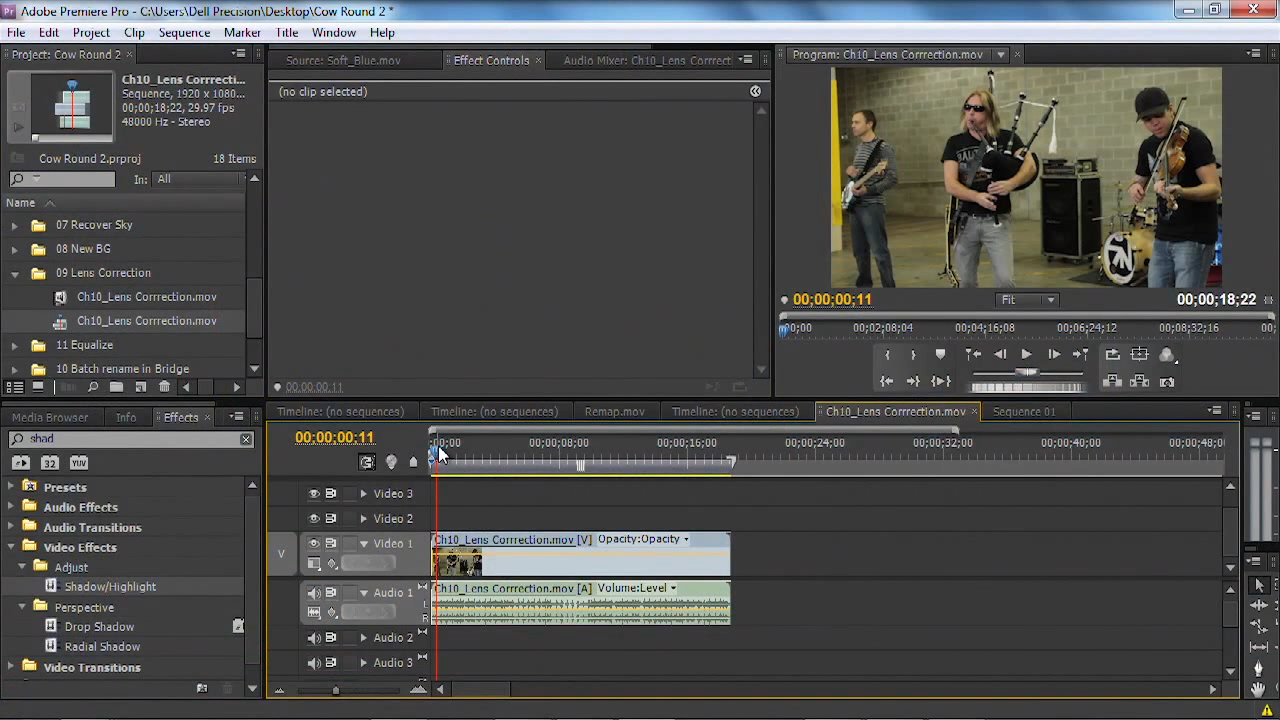 Adobe Premiere Pro - C:\Users\Dell Precision\Desktop\Cow Round 2 *
File Edit Project Clip Sequence Marker Title Window Help
Project: Cow Round 2
Ch10_Lens Corrrecti...
Sequence, 1920 x 1080...
00;00;18;22, 29.97 fps
48000 Hz - Stereo
Cow Round 2.prproj 18 Items
In: All
Name
07 Recover Sky
08 New BG
09 Lens Correction
Ch10_Lens Corrrection.mov
Ch10_Lens Corrrection.mov
11 Equalize
10 Batch rename in Bridge
Source: Soft_Blue.mov Effect Controls Audio Mixer: Ch10_Lens Corrrect
(no clip selected)
00;00;00;11
Program: Ch10_Lens Corrrection.mov
00;00;00;11 Fit 00;00;18;22
00;00 00;02;08;04 00;04;16;08 00;06;24;12 00;08;32;16 00;
Media Browser Info Effects
shad
32 YUV
Presets
Audio Effects
Audio Transitions
Video Effects
Adjust
Shadow/Highlight
Perspective
Drop Shadow
Radial Shadow
Video Transitions
Timeline: (no sequences) Timeline: (no sequences) Remap.mov Timeline: (no sequences) Ch10_Lens Corrrection.mov Sequence 01
00;00;00;11
;00;00 00;00;08;00 00;00;16;00 00;00;24;00 00;00;32;00 00;00;40;00 00;00;48;0
Video 3
Video 2
V Video 1 Ch10_Lens Corrrection.mov [V] Opacity:Opacity
Audio 1 Ch10_Lens Corrrection.mov [A] Volume:Level
L
R
Audio 2
Audio 3